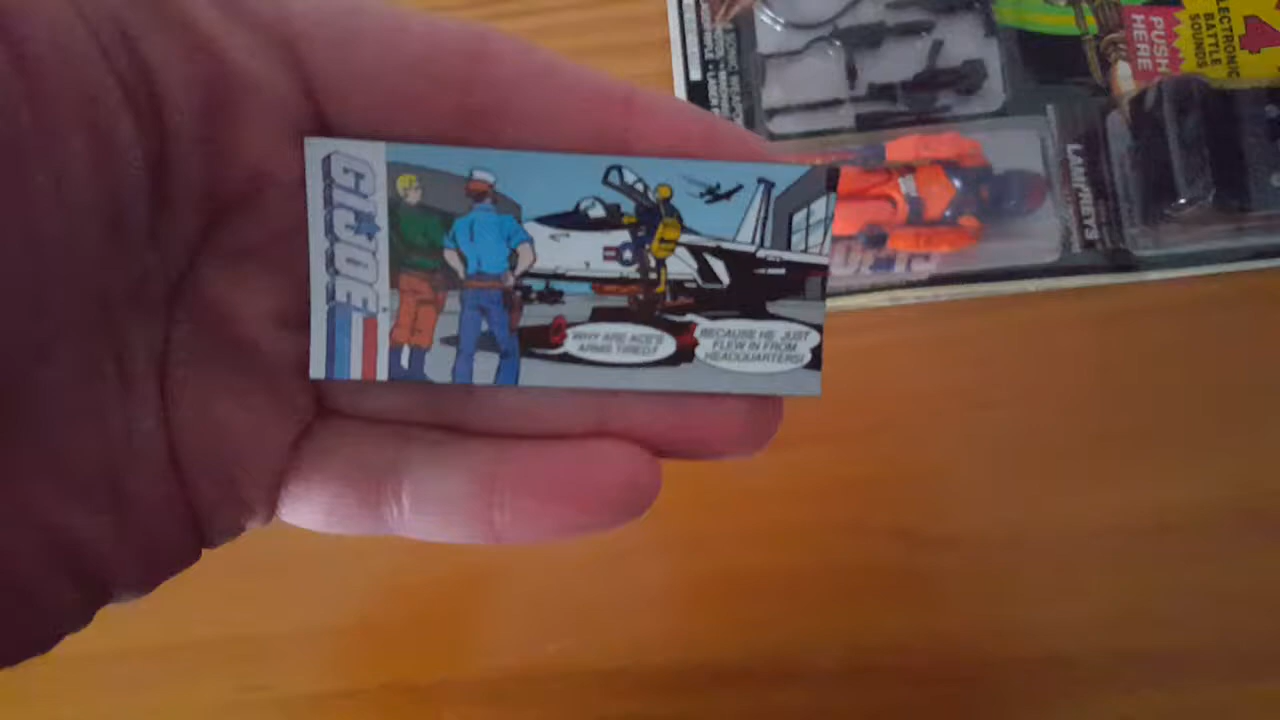 G.I. JOE
WHY ARE ACE'S
ARMS TIRED?
BECAUSE HE JUST
FLEW IN FROM
HEADQUARTERS!
LAMPREYS
PUSH
HERE
4
ELECTRONIC
BATTLE
SOUNDS